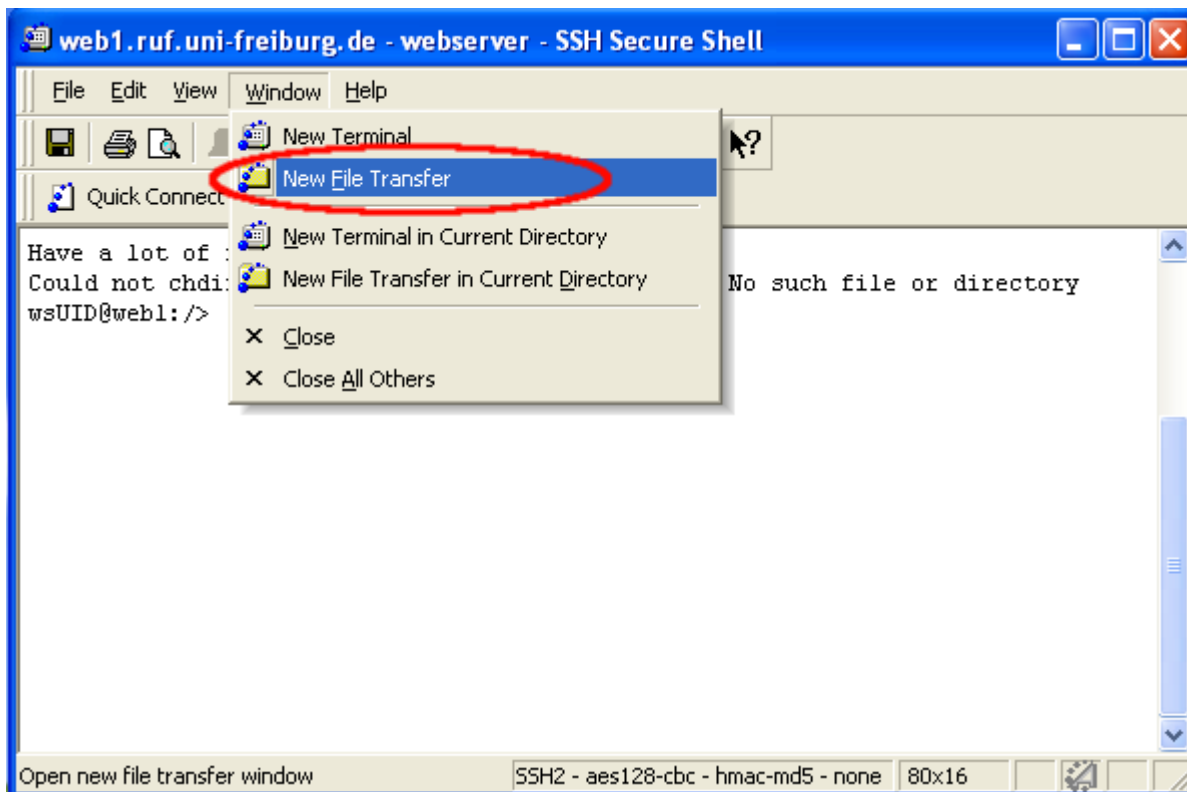 web1.ruf.uni-freiburg.de - webserver - SSH Secure Shell
File Edit View Window Help
New Terminal
New File Transfer
Quick Connect
New Terminal in Current Directory
Have a lot of
Could not chdi
New File Transfer in Current Directory
No such file or directory
wsUID@web1:/>
Close
Close All Others
Open new file transfer window SSH2 - aes128-cbc - hmac-md5 - none 80x16